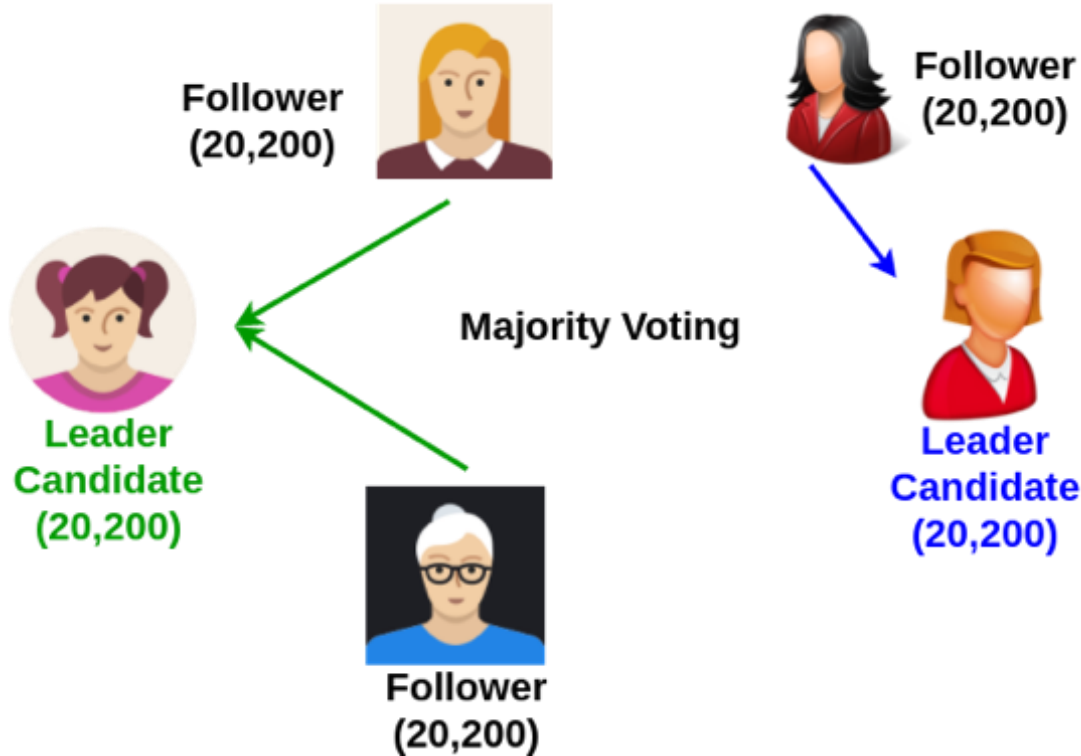 Follower
(20,200)
Follower
(20,200)
Majority Voting
Leader
Candidate
(20,200)
Leader
Candidate
(20,200)
Follower
(20,200)